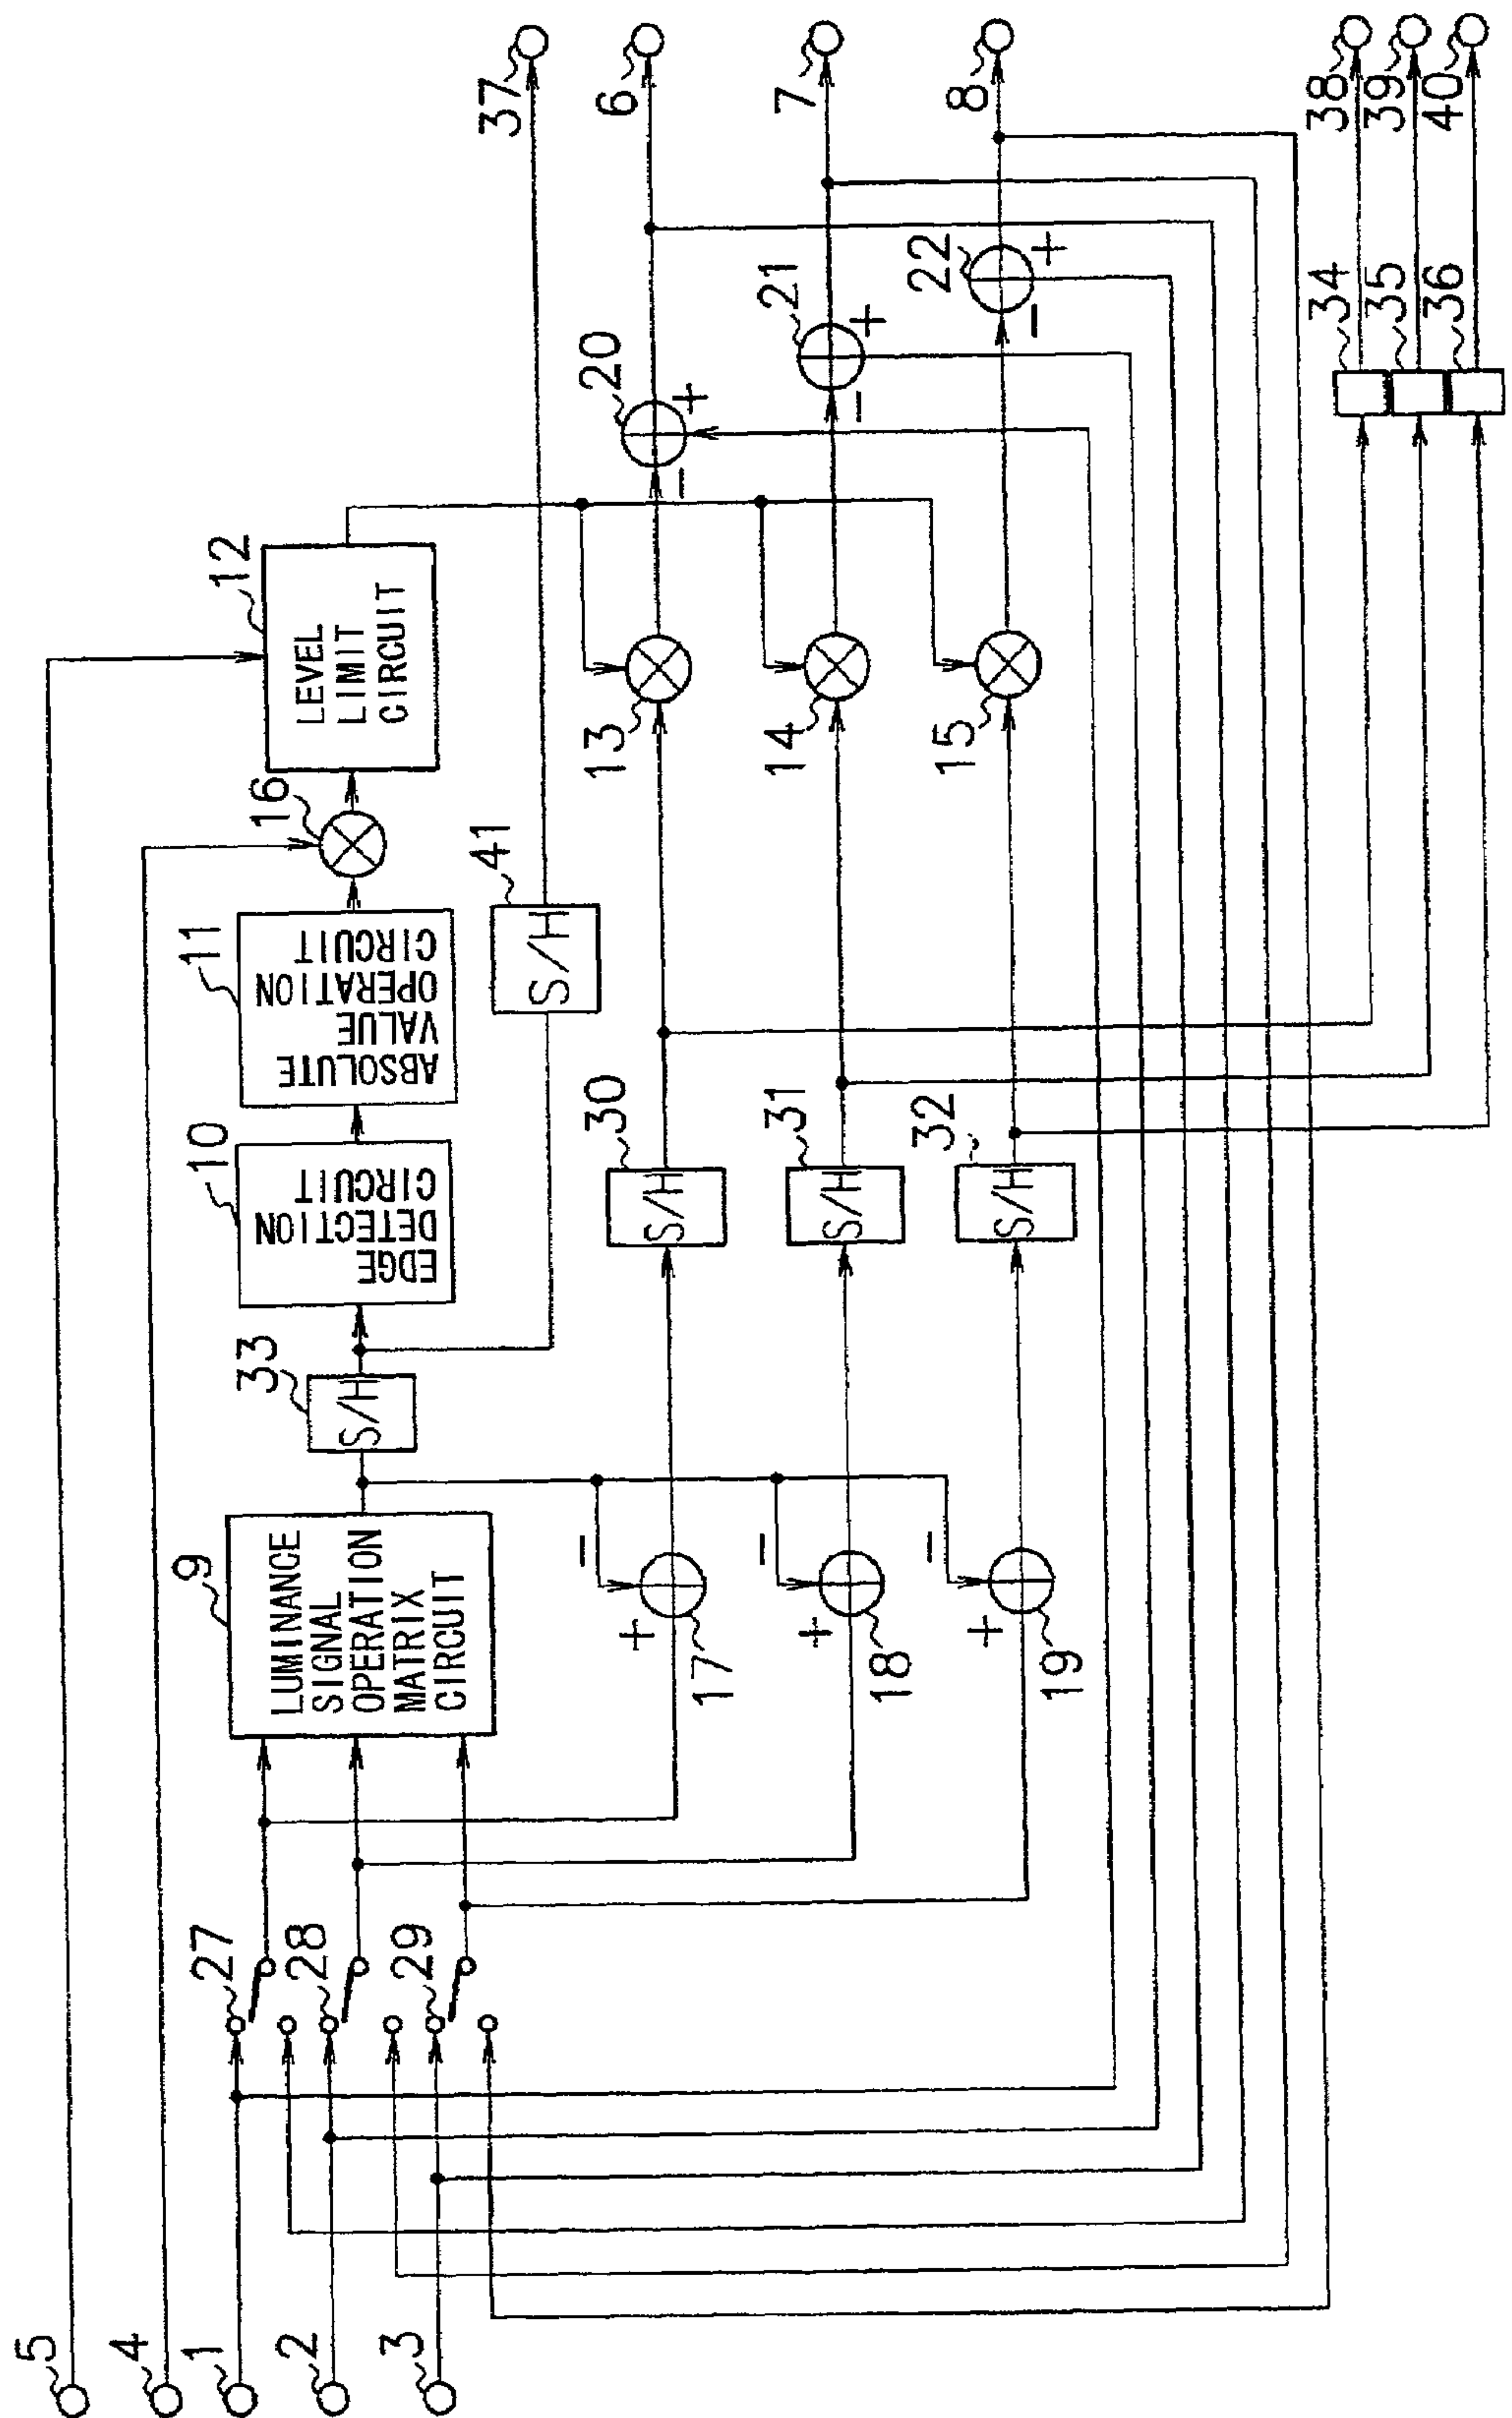 5
4
1
2
3
27
28
29
9
LUMINANCE
SIGNAL
OPERATION
MATRIX
CIRCUIT
33
S/H
10
EDGE
DETECTION
CIRCUIT
11
ABSOLUTE
VALUE
OPERATION
CIRCUIT
16
12
LEVEL
LIMIT
CIRCUIT
41
S/H
37
+
−
17
30
S/H
13
−
+
20
6
+
−
18
31
S/H
14
−
+
21
7
+
−
19
32
S/H
15
−
+
22
8
34
38
35
39
36
40